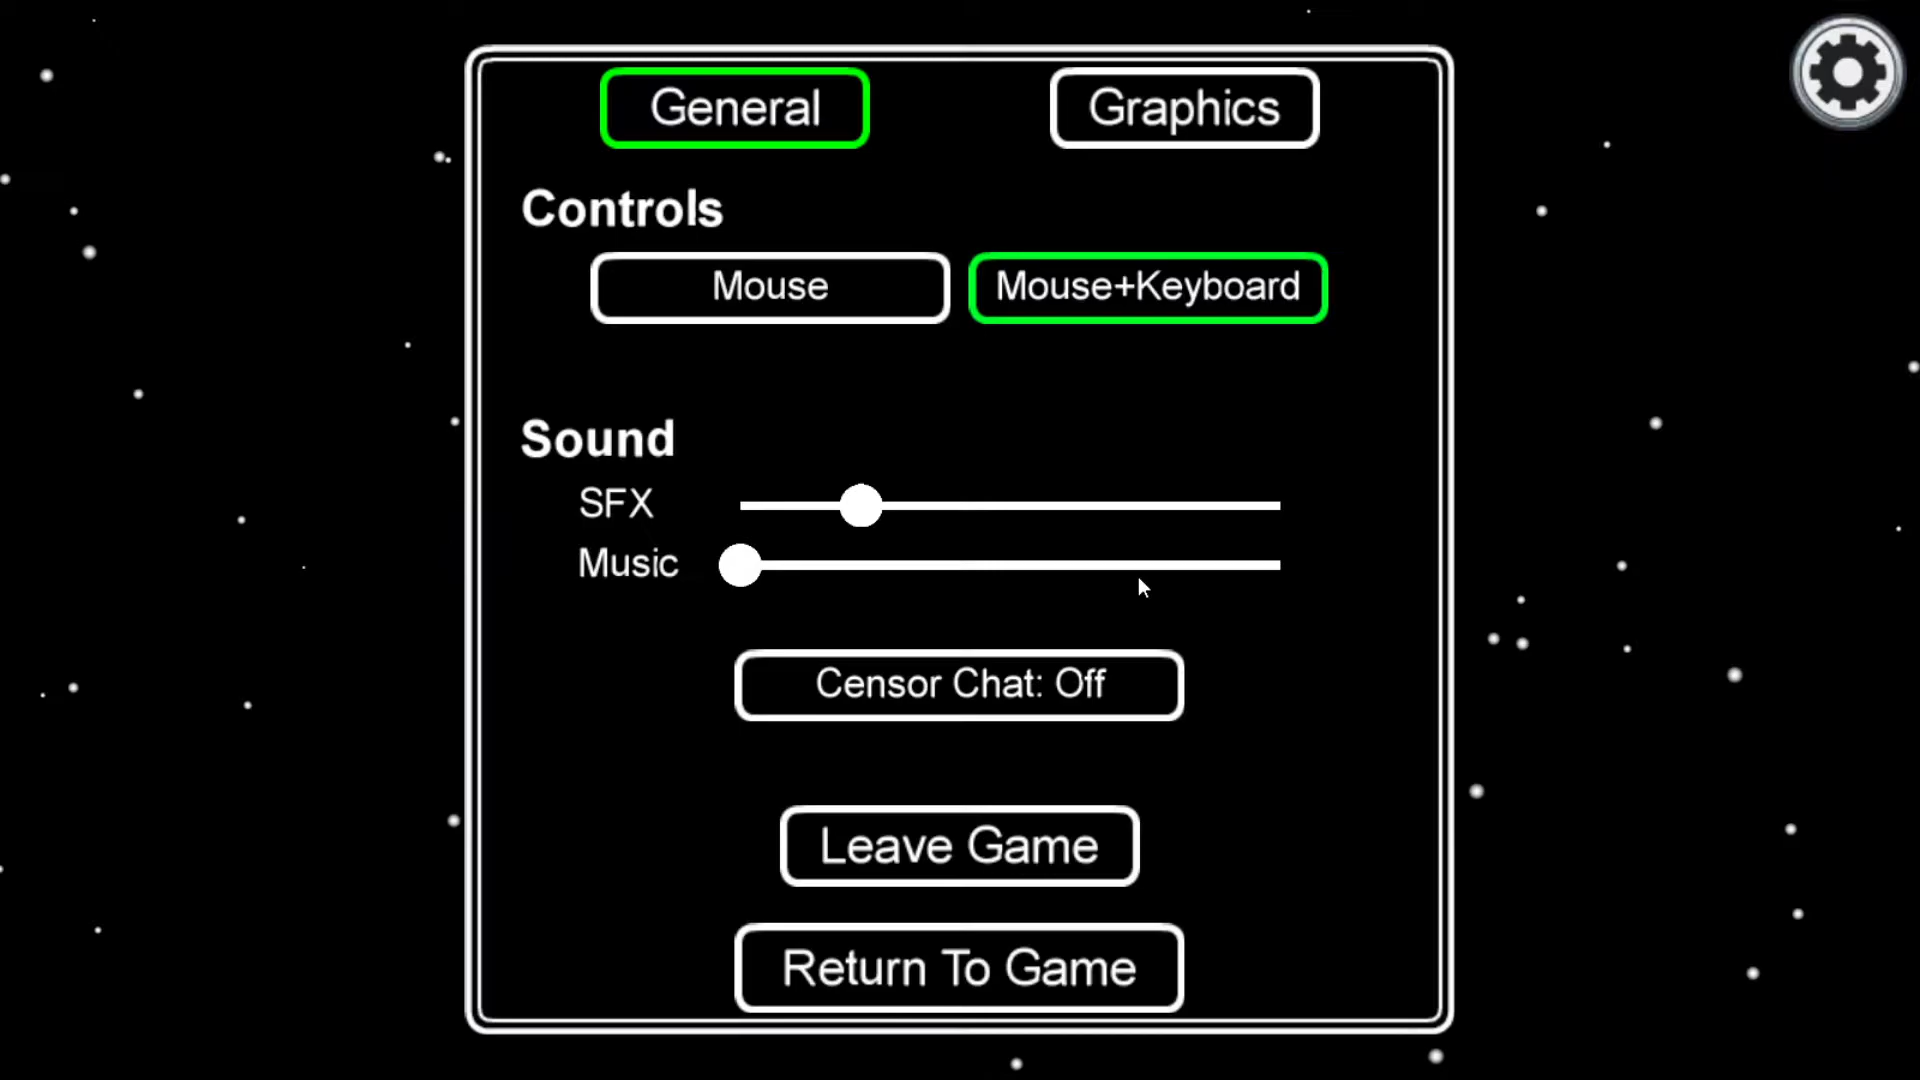 General
Graphics
Controls
Mouse
Mouse+Keyboard
Sound
SFX
Music
Censor Chat: Off
Leave Game
Return To Game